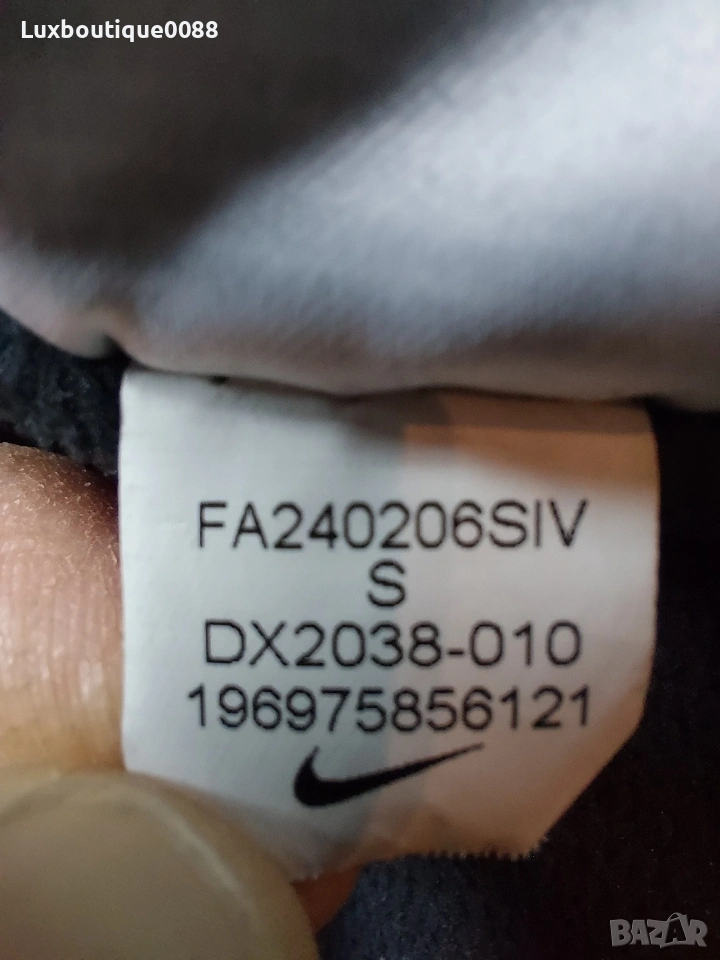 Luxboutique0088
FA240206SIV
S
DX2038-010
196975856121
BAZAR